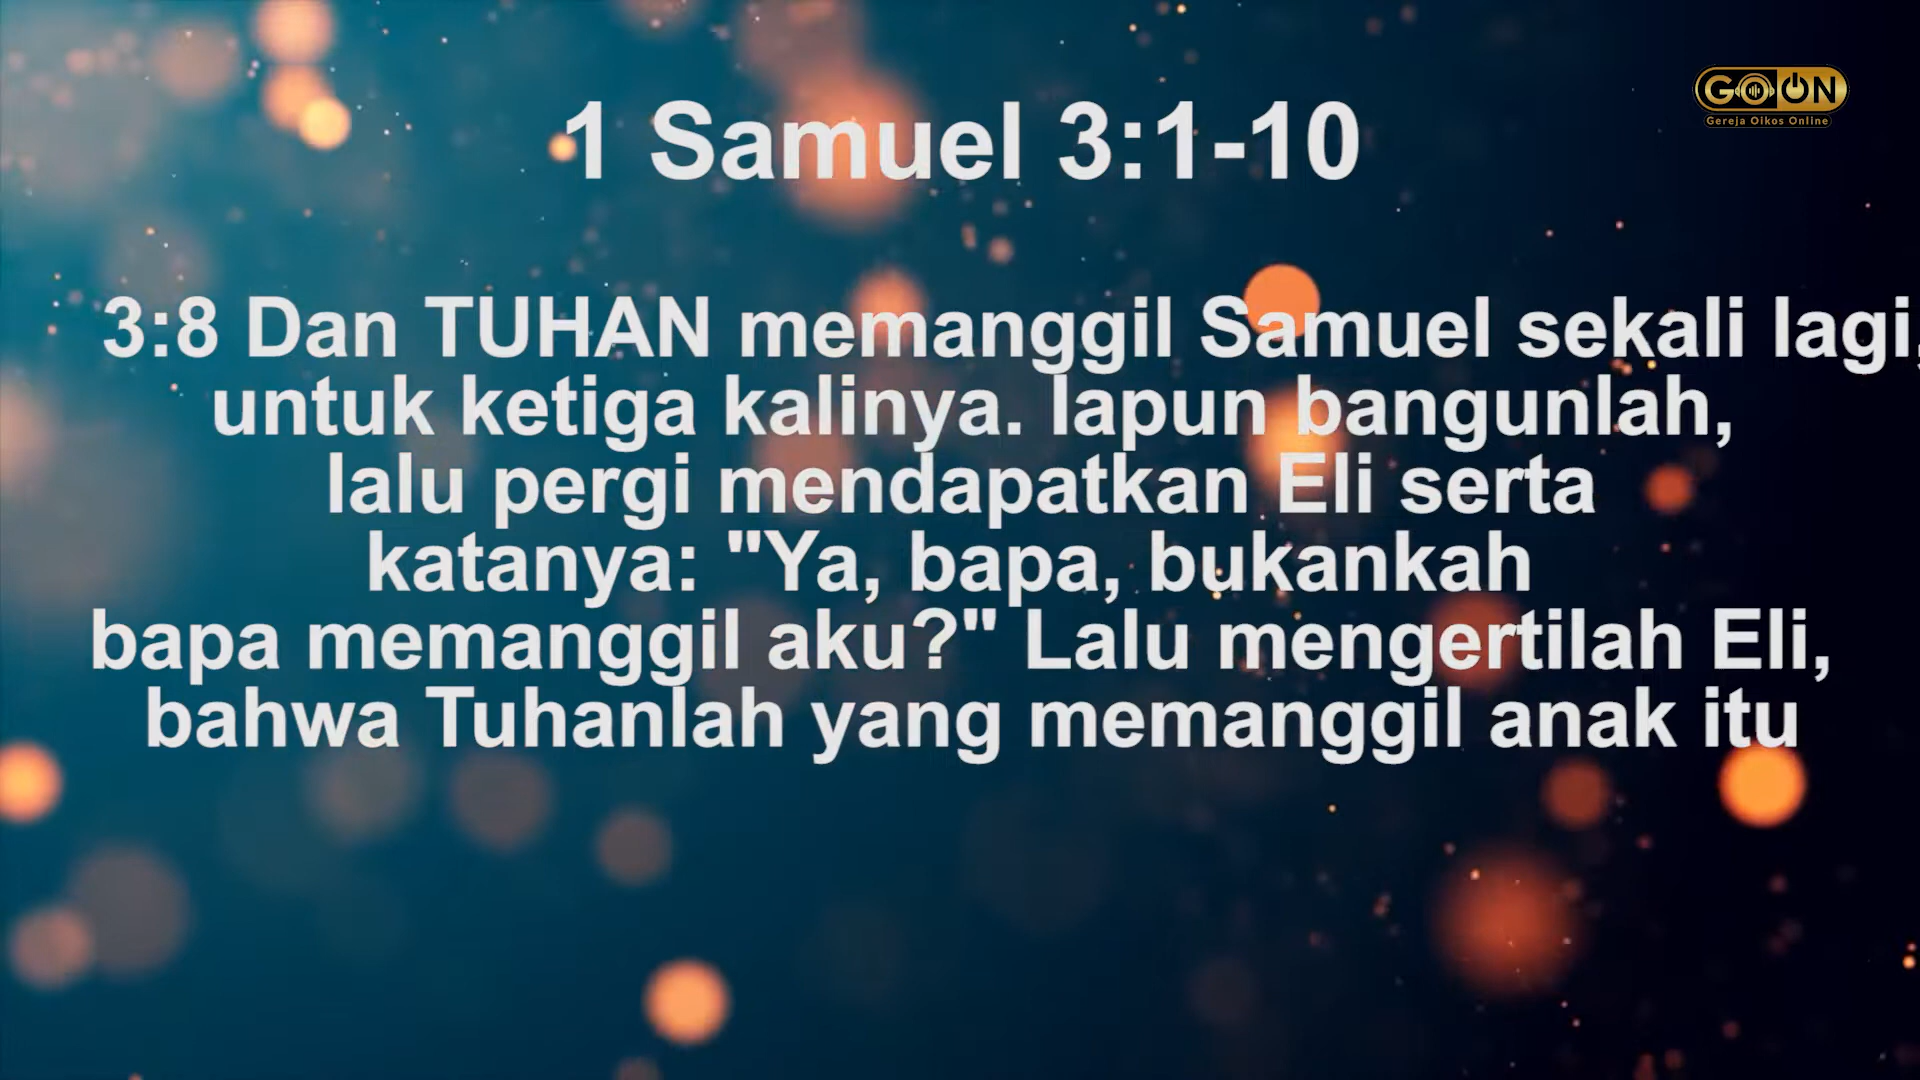 GOON
Gereja Oikos Online
1 Samuel 3:1-10
3:8 Dan TUHAN memanggil Samuel sekali lagi,
untuk ketiga kalinya. Iapun bangunlah,
lalu pergi mendapatkan Eli serta
katanya: "Ya, bapa, bukankah
bapa memanggil aku?" Lalu mengertilah Eli,
bahwa Tuhanlah yang memanggil anak itu